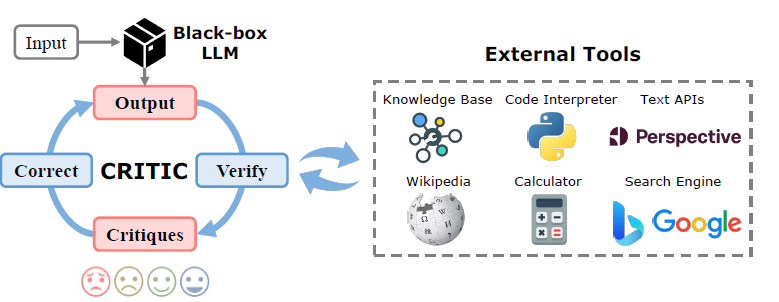 Input
Black-box
LLM
Output
Correct
CRITIC
Verify
Critiques
External Tools
Knowledge Base
Code Interpreter
Text APIs
Perspective
Wikipedia
Calculator
Search Engine
Google